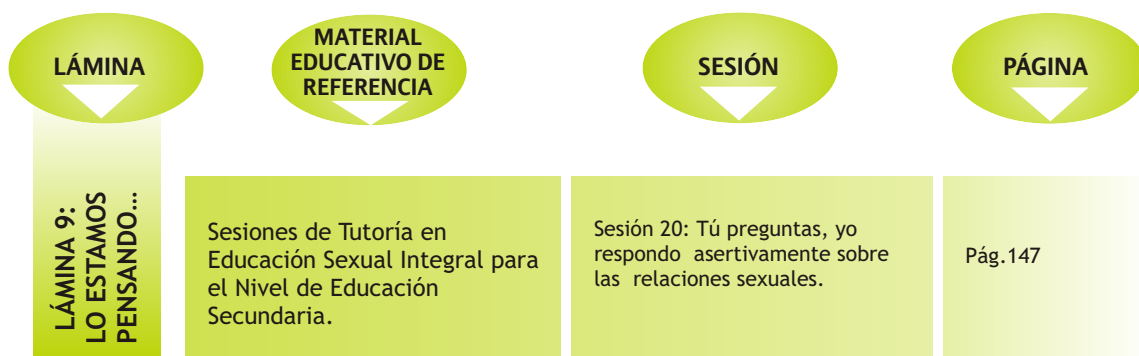 LÁMINA
MATERIAL
EDUCATIVO DE
REFERENCIA
SESIÓN
PÁGINA
LÁMINA 9:
LO ESTAMOS
PENSANDO...
Sesiones de Tutoría en
Educación Sexual Integral para
el Nivel de Educación
Secundaria.
Sesión 20: Tú preguntas, yo
respondo asertivamente sobre
las relaciones sexuales.
Pág.147